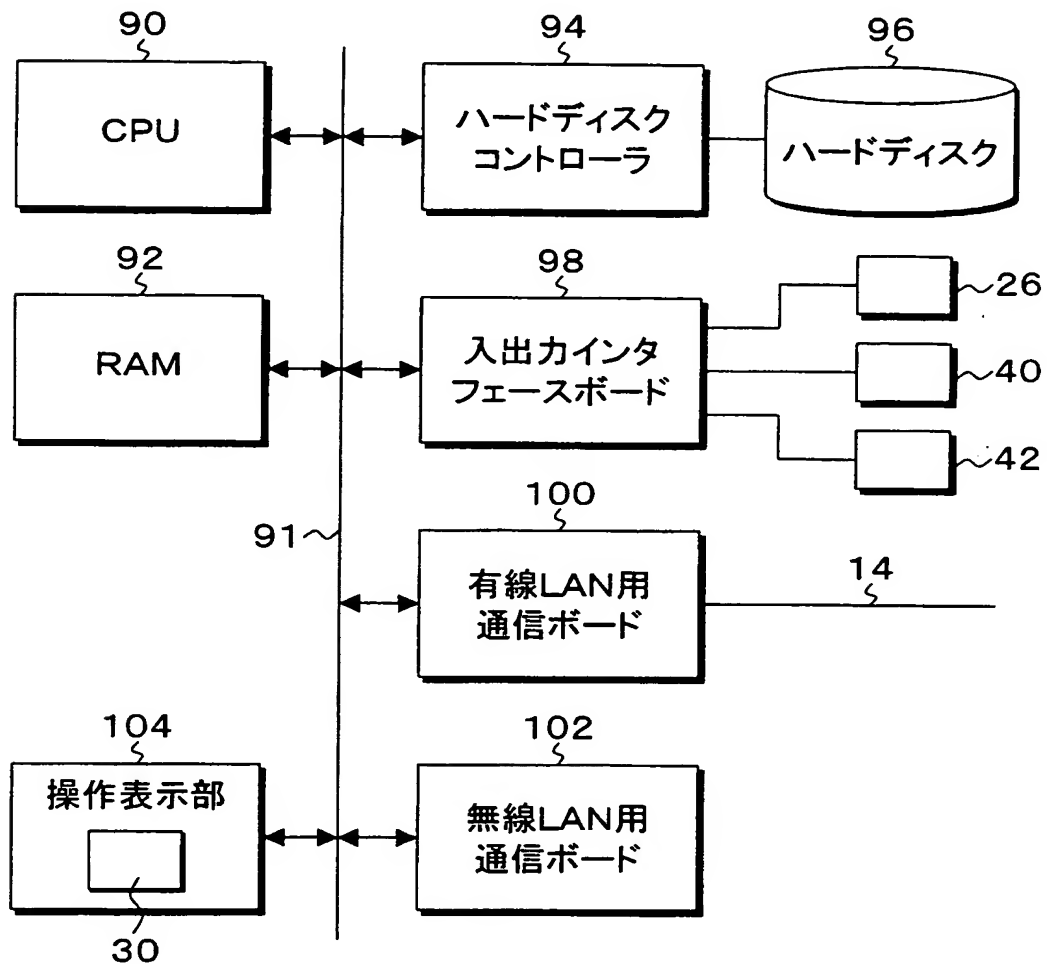 90
CPU
94
ハードディスク
コントローラ
96
ハードディスク
92
RAM
98
入出力インタ
フェースボード
26
40
42
91
100
有線LAN用
通信ボード
14
104
操作表示部
30
102
無線LAN用
通信ボード